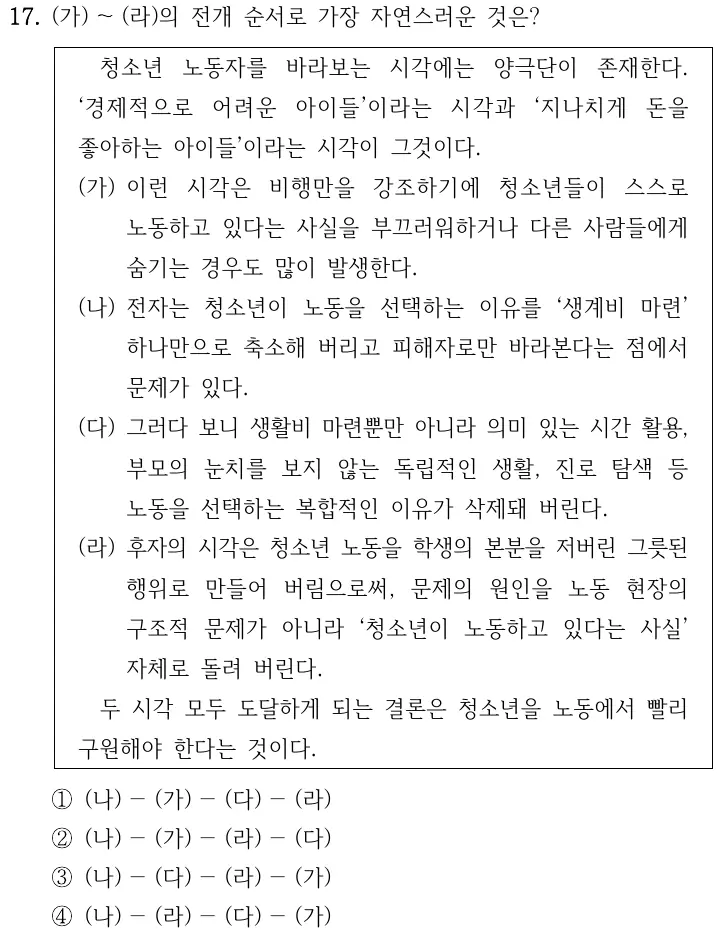 17. (가) ~ (라)의 전개 순서로 가장 자연스러운 것은?
청소년 노동자를 바라보는 시각에는 양극단이 존재한다.
‘경제적으로 어려운 아이들’이라는 시각과 ‘지나치게 돈을
좋아하는 아이들’이라는 시각이 그것이다.
(가) 이런 시각은 비행만을 강조하기에 청소년들이 스스로
노동하고 있다는 사실을 부끄러워하거나 다른 사람들에게
숨기는 경우도 많이 발생한다.
(나) 전자는 청소년이 노동을 선택하는 이유를 ‘생계비 마련’
하나만으로 축소해 버리고 피해자로만 바라본다는 점에서
문제가 있다.
(다) 그러다 보니 생활비 마련뿐만 아니라 의미 있는 시간 활용,
부모의 눈치를 보지 않는 독립적인 생활, 진로 탐색 등
노동을 선택하는 복합적인 이유가 삭제돼 버린다.
(라) 후자의 시각은 청소년 노동을 학생의 본분을 저버린 그릇된
행위로 만들어 버림으로써, 문제의 원인을 노동 현장의
구조적 문제가 아니라 ‘청소년이 노동하고 있다는 사실’
자체로 돌려 버린다.
두 시각 모두 도달하게 되는 결론은 청소년을 노동에서 빨리
구원해야 한다는 것이다.
① (나) － (가) － (다) － (라)
② (나) － (가) － (라) － (다)
③ (나) － (다) － (라) － (가)
④ (나) － (라) － (다) － (가)